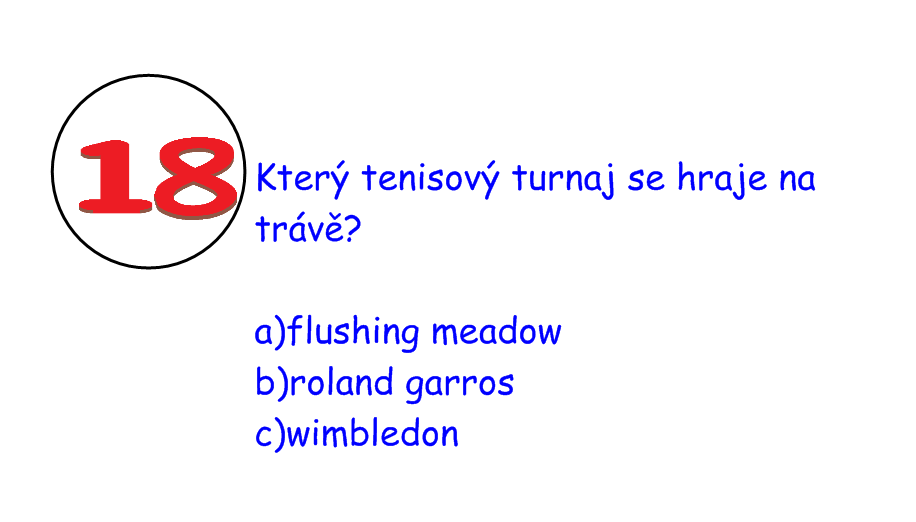 18
Který tenisový turnaj se hraje na
trávě?
a)flushing meadow
b)roland garros
c)wimbledon